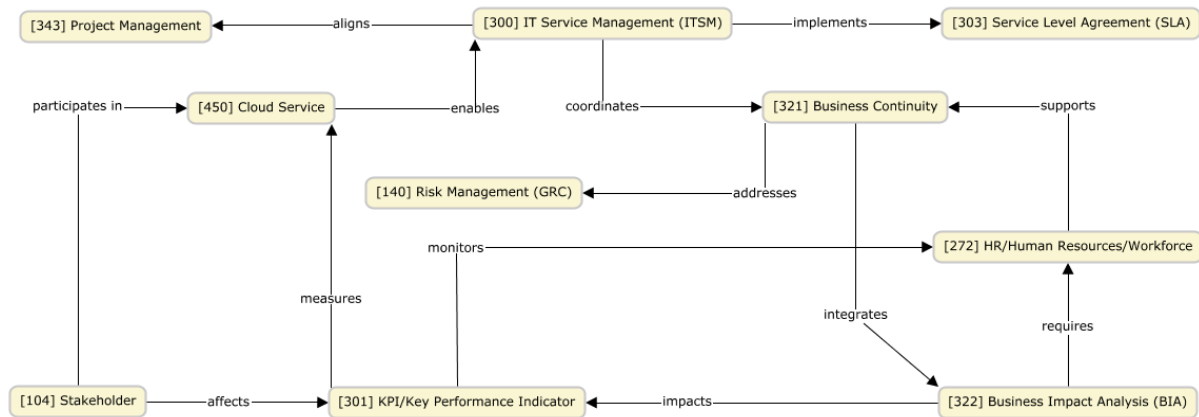 [343] Project Management
aligns
[300] IT Service Management (ITSM)
implements
[303] Service Level Agreement (SLA)
participates in
[450] Cloud Service
enables
coordinates
[321] Business Continuity
supports
[140] Risk Management (GRC)
addresses
monitors
[272] HR/Human Resources/Workforce
measures
integrates
requires
[104] Stakeholder
affects
[301] KPI/Key Performance Indicator
impacts
[322] Business Impact Analysis (BIA)